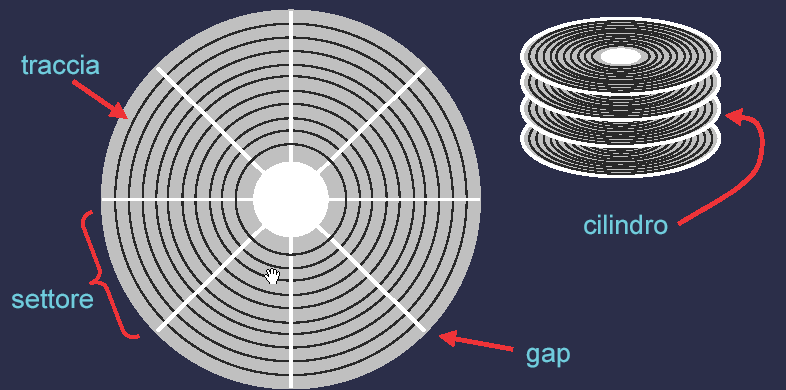 traccia
cilindro
settore
gap